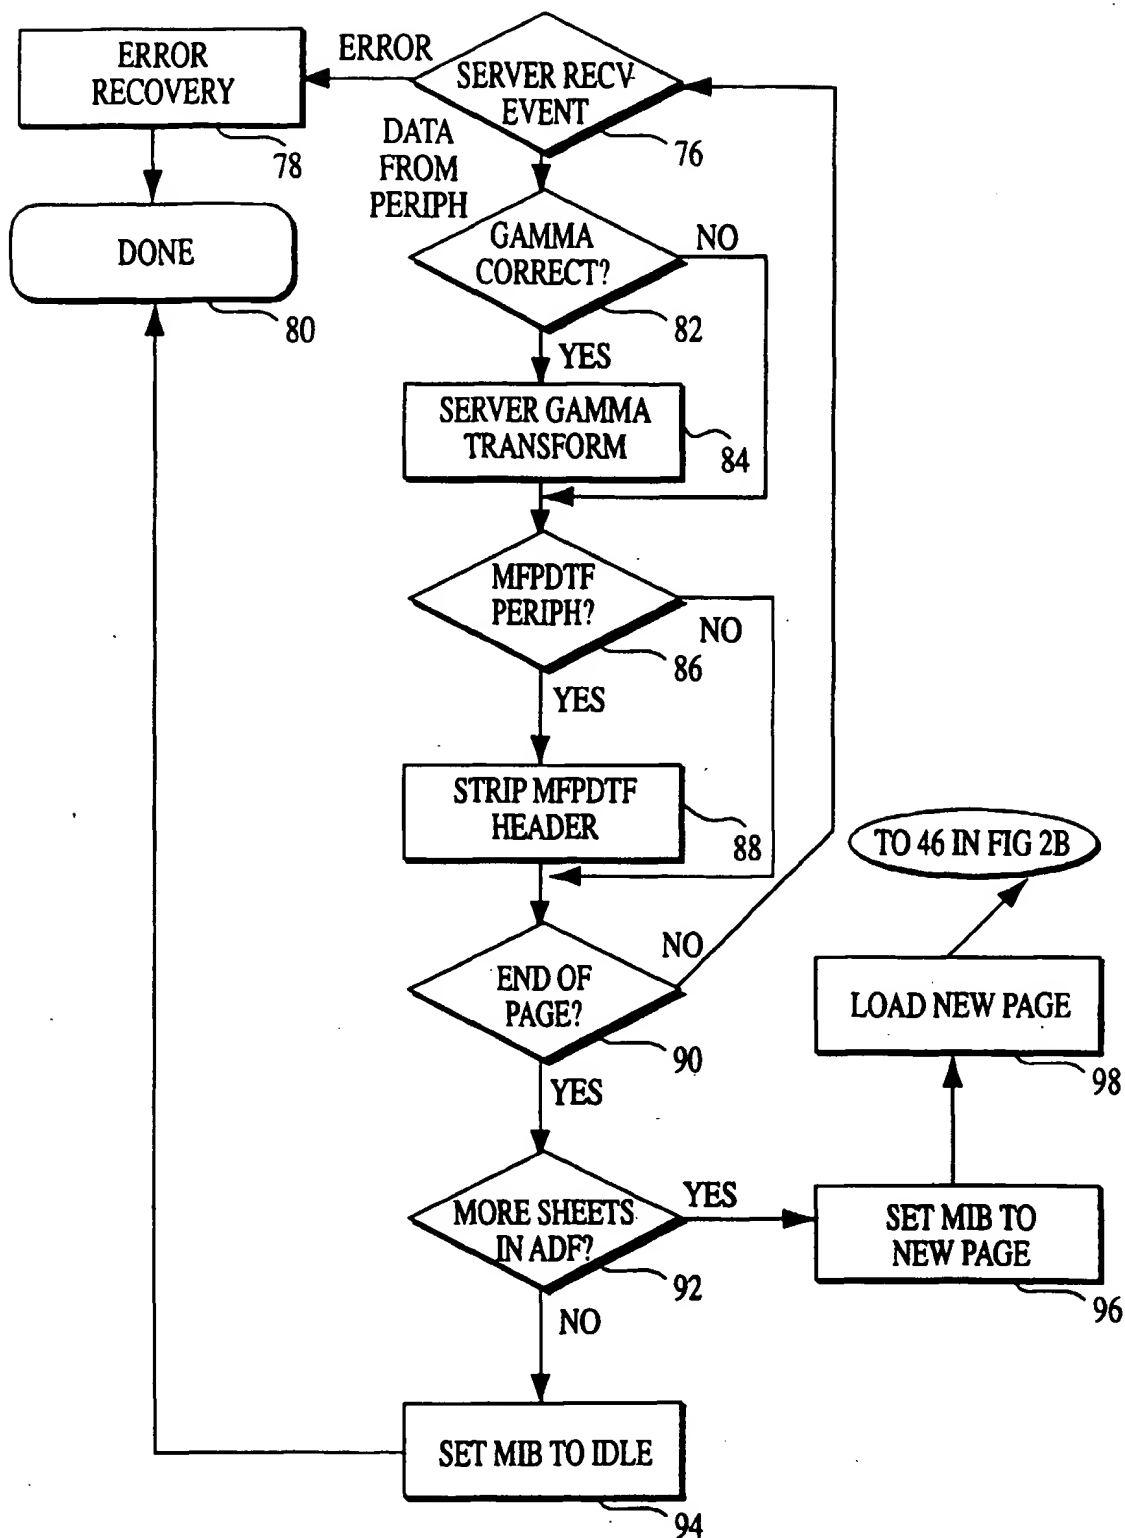 ERROR
RECOVERY
78
ERROR
SERVER RECV
EVENT
76
DATA
FROM
PERIPH
DONE
80
GAMMA
CORRECT?
NO
82
YES
SERVER GAMMA
TRANSFORM
84
MFPDTF
PERIPH?
NO
86
YES
STRIP MFPDTF
HEADER
88
TO 46 IN FIG 2B
END OF
PAGE?
NO
90
YES
LOAD NEW PAGE
98
MORE SHEETS
IN ADF?
YES
92
NO
SET MIB TO
NEW PAGE
96
SET MIB TO IDLE
94